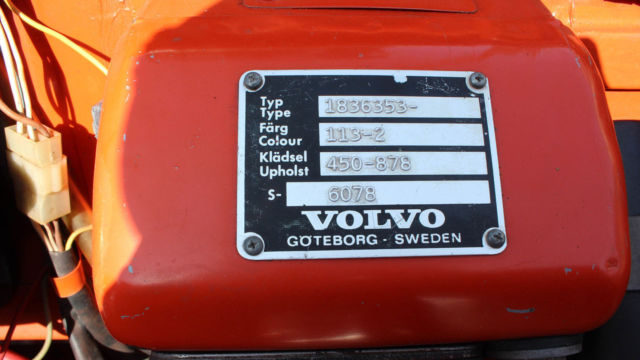 Typ
Type 1836353-
Färg
Colour 113-2
Klädsel
Upholst 450-878
S- 6078
VOLVO
GÖTEBORG - SWEDEN